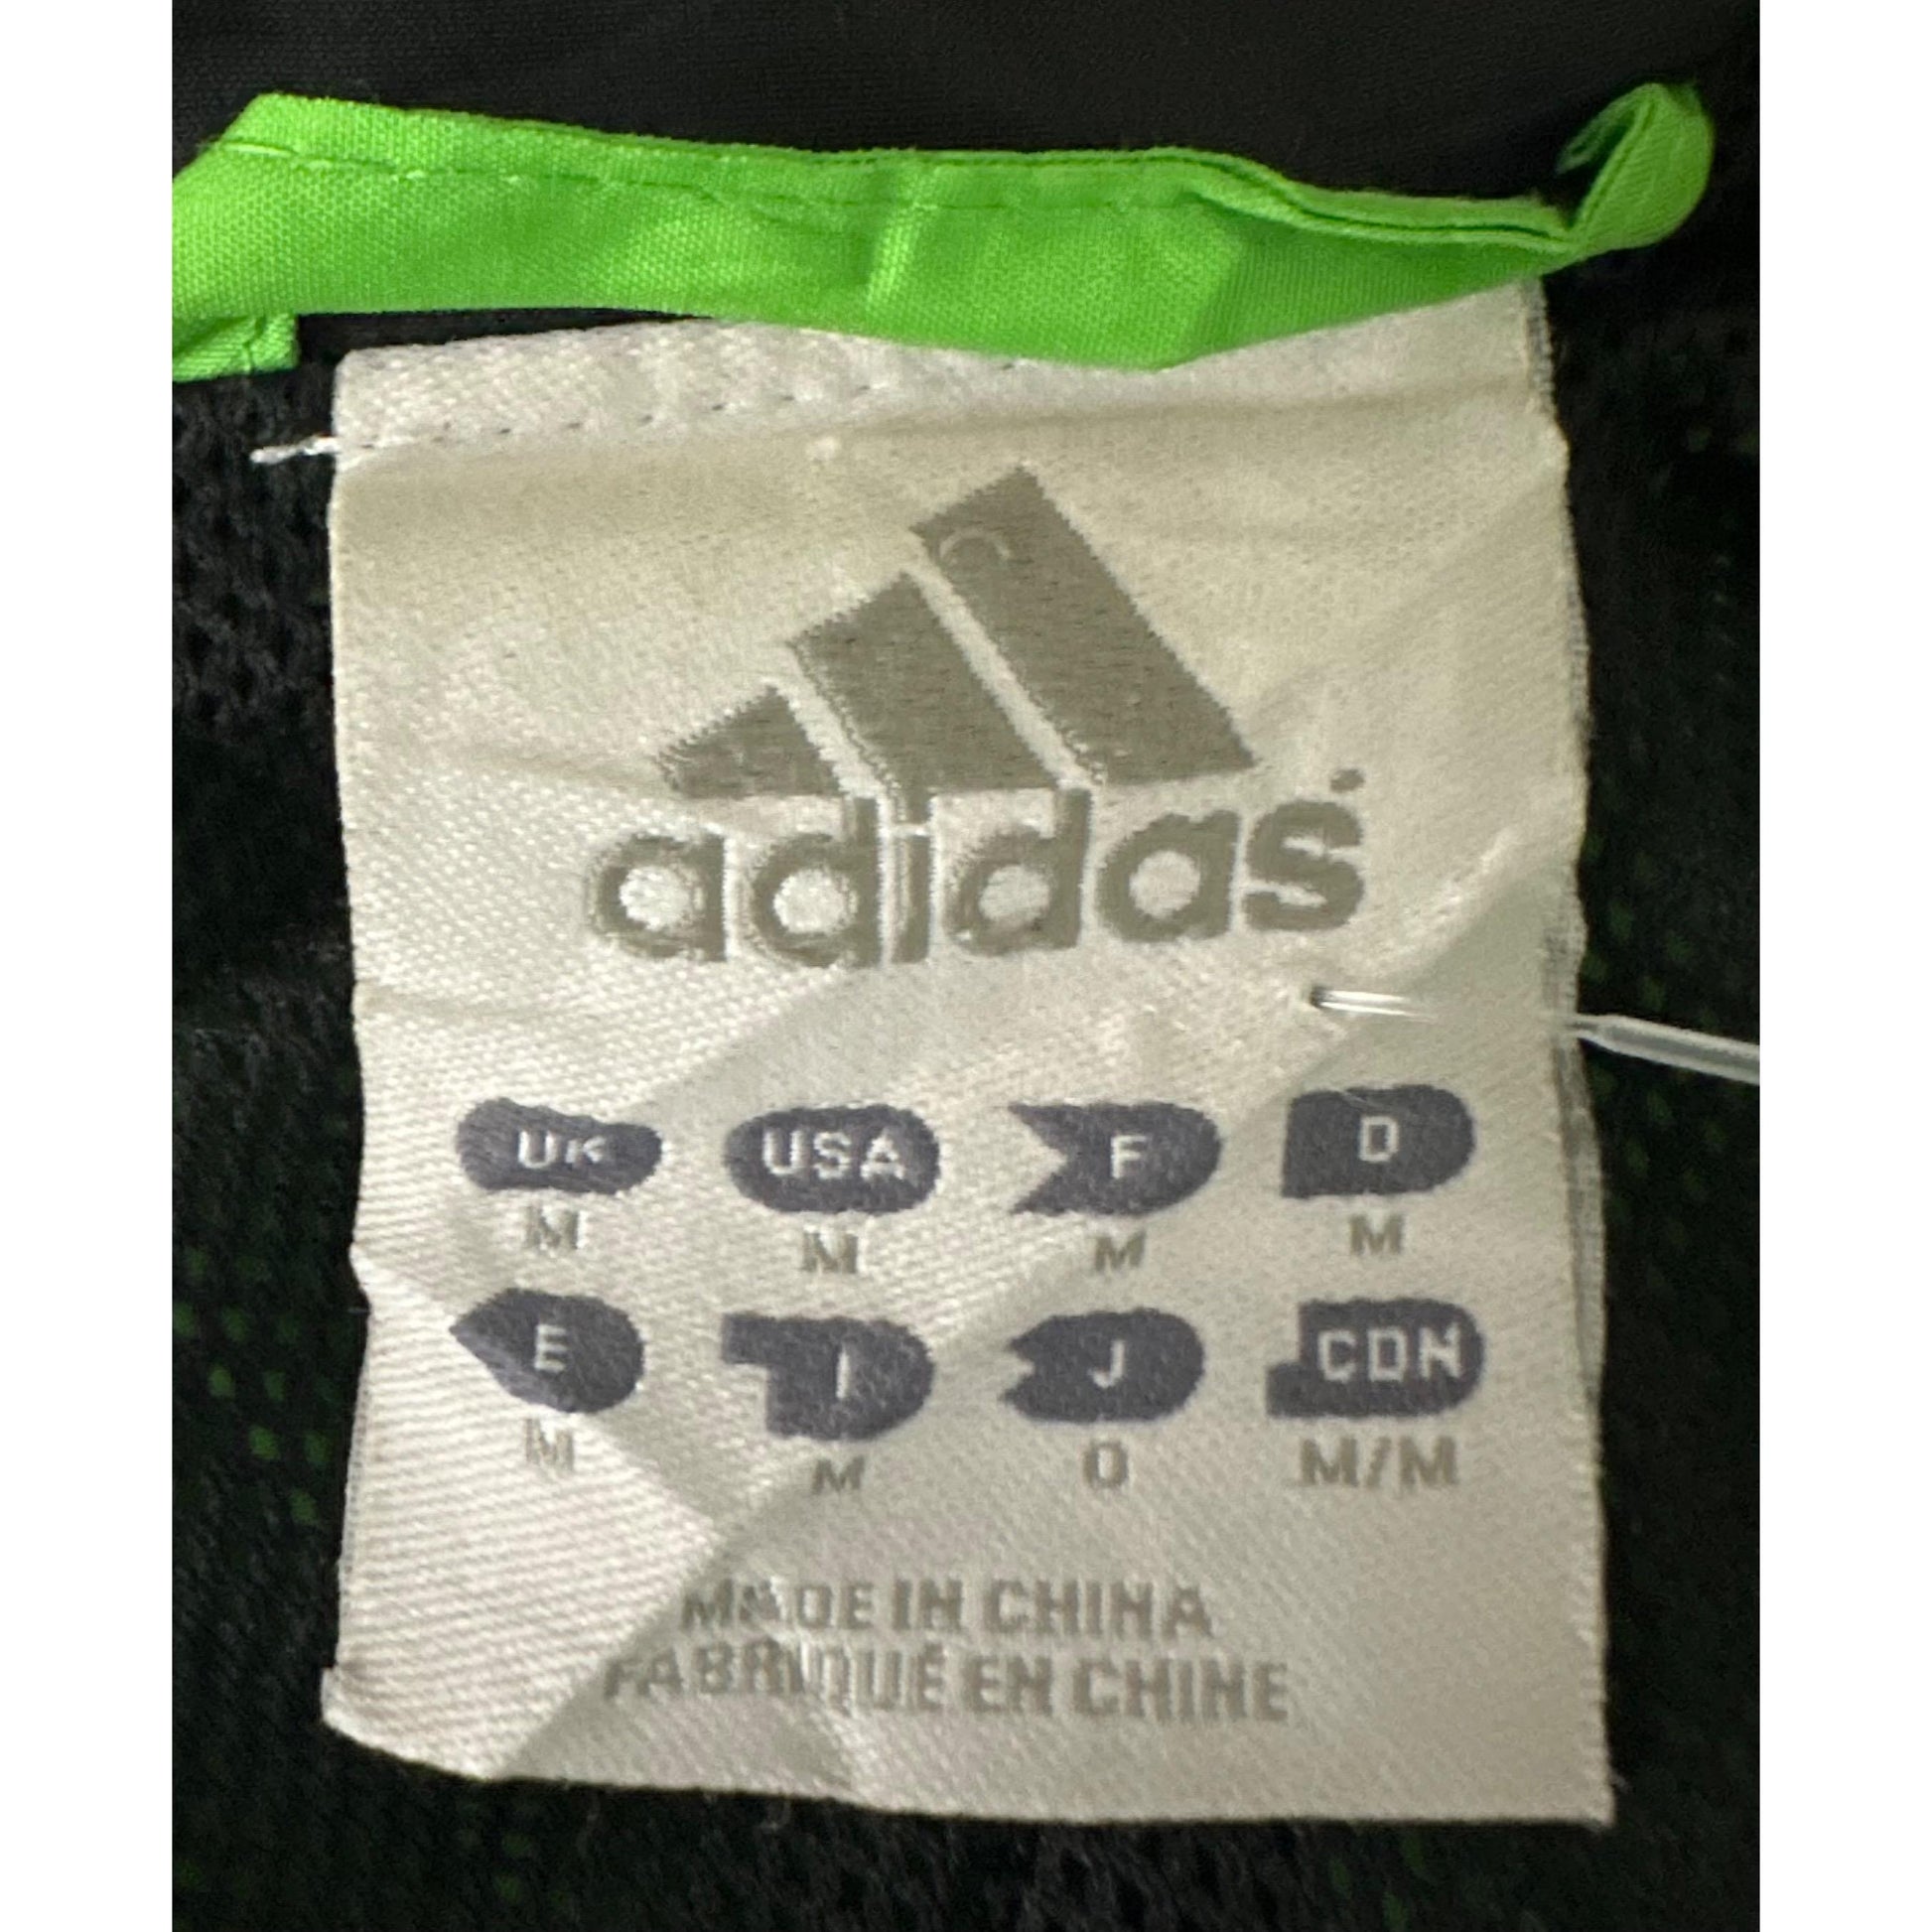 adidas
UK USA F D
M M M M
E I J CDN
M M O M/M
MADE IN CHINA
FABRIQUÉ EN CHINE